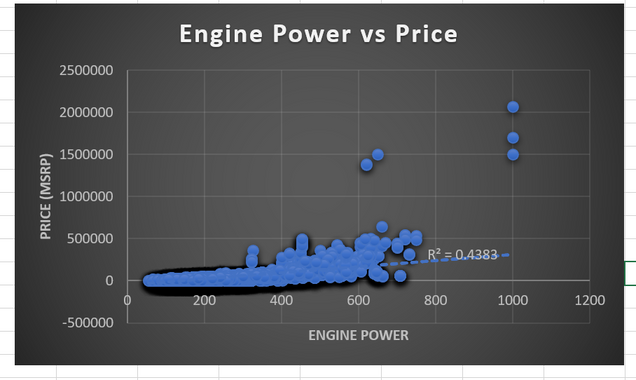 Engine Power vs Price
2500000
2000000
1500000
1000000
500000
0
-500000
PRICE (MSRP)
R² = 0.4383
0 200 400 600 800 1000 1200
ENGINE POWER